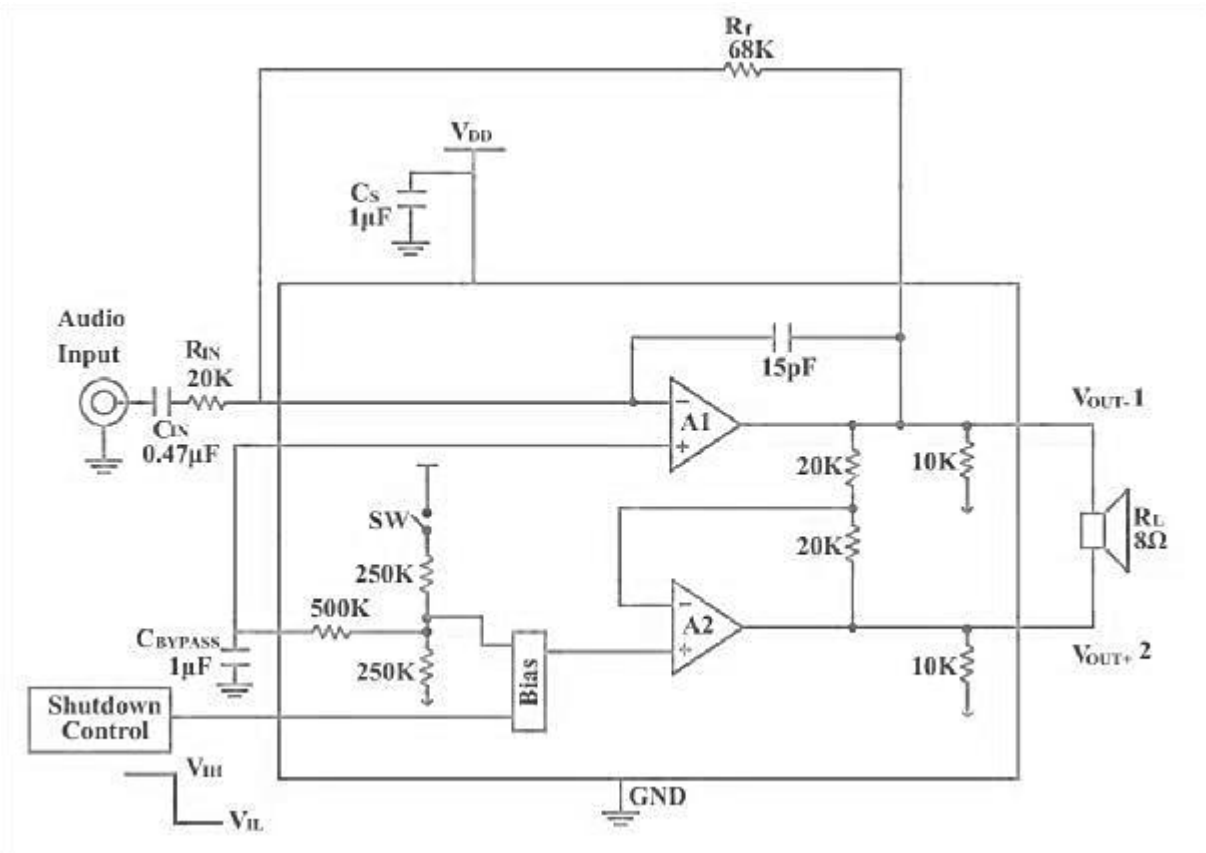 Rf
68K
VDD
CS
1µF
Audio
Input
RIN
20K
CIN
0.47µF
15pF
A1
−
+
VOUT- 1
20K
10K
SW
250K
500K
20K
RL
8Ω
CBYPASS
1µF
250K
Bias
A2
−
+
10K
VOUT+ 2
Shutdown
Control
VIH
VIL
GND